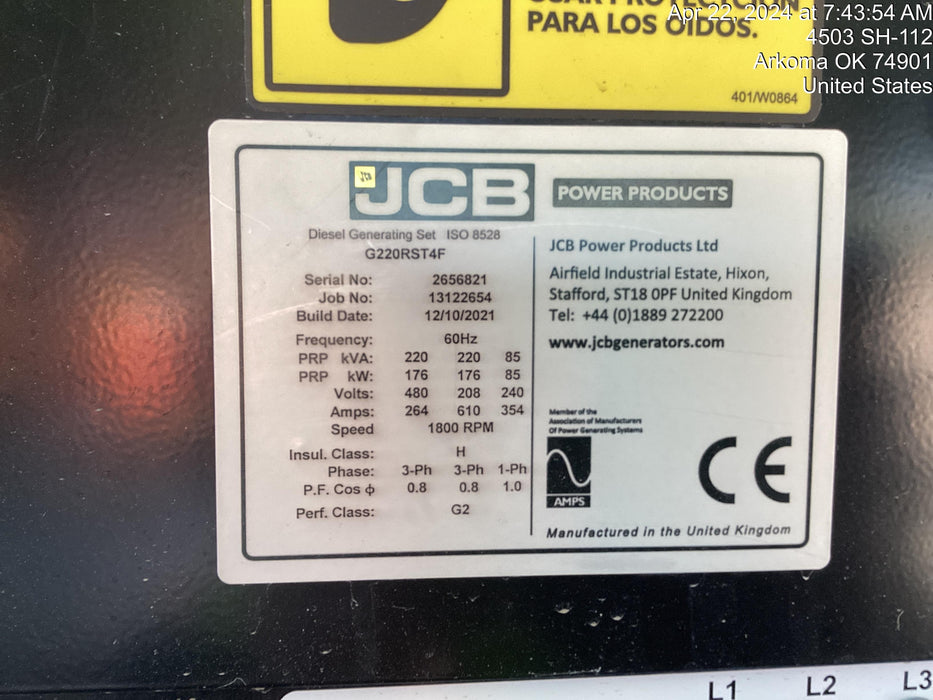 USAR PROTECCIÓN
PARA LOS OIDOS.
401/W0864
Apr 22, 2024 at 7:43:54 AM
4503 SH-112
Arkoma OK 74901
United States
JCB
JCB POWER PRODUCTS
Diesel Generating Set ISO 8528
G220RST4F
Serial No: 2656821
Job No: 13122654
Build Date: 12/10/2021
Frequency: 60Hz
PRP kVA: 220 220 85
PRP kW: 176 176 85
Volts: 480 208 240
Amps: 264 610 354
Speed 1800 RPM
Insul. Class: H
Phase: 3-Ph 3-Ph 1-Ph
P.F. Cos ϕ 0.8 0.8 1.0
Perf. Class: G2
JCB Power Products Ltd
Airfield Industrial Estate, Hixon,
Stafford, ST18 0PF United Kingdom
Tel: +44 (0)1889 272200
www.jcbgenerators.com
Member of the
Association of Manufacturers
Of Power Generating Systems
AMPS
CE
Manufactured in the United Kingdom
L1 L2 L3